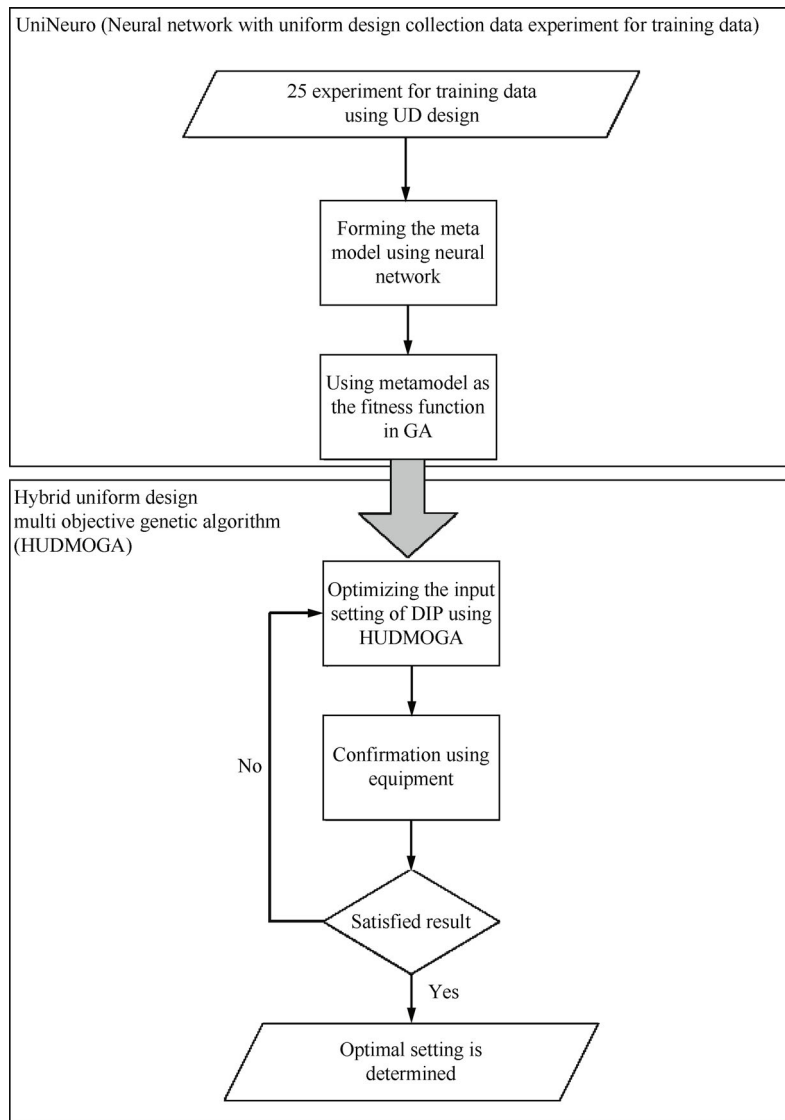 UniNeuro (Neural network with uniform design collection data experiment for training data)
25 experiment for training data
using UD design
Forming the meta
model using neural
network
Using metamodel as
the fitness function
in GA
Hybrid uniform design
multi objective genetic algorithm
(HUDMOGA)
Optimizing the input
setting of DIP using
HUDMOGA
Confirmation using
equipment
No
Satisfied result
Yes
Optimal setting is
determined